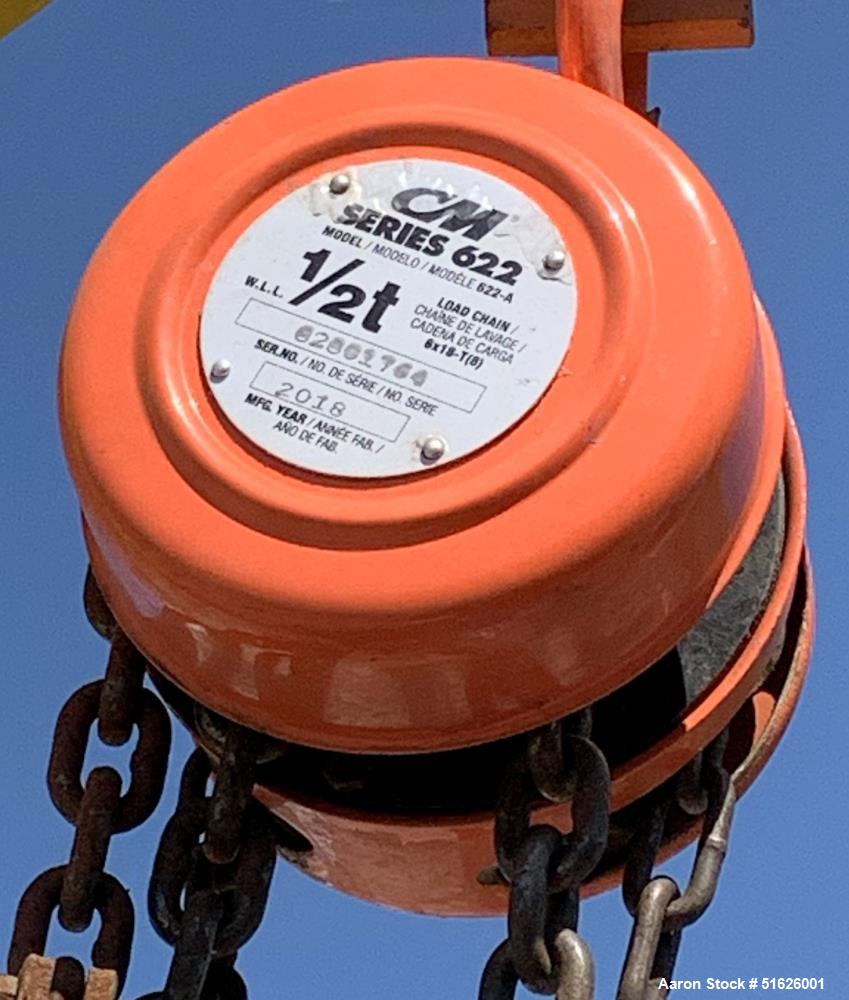 CM
SERIES 622
MODEL / MODELO / MODÈLE 622-A
W.L.L. 1/2t
LOAD CHAIN /
CHAÎNE DE LAVAGE /
CADENA DE CARGA
6x18-T(8)
SER.NO. / NO. DE SÉRIE / NO. SERIE
2018
MFG. YEAR / ANNÉE FAB. /
AÑO DE FAB.
Aaron Stock # 51626001